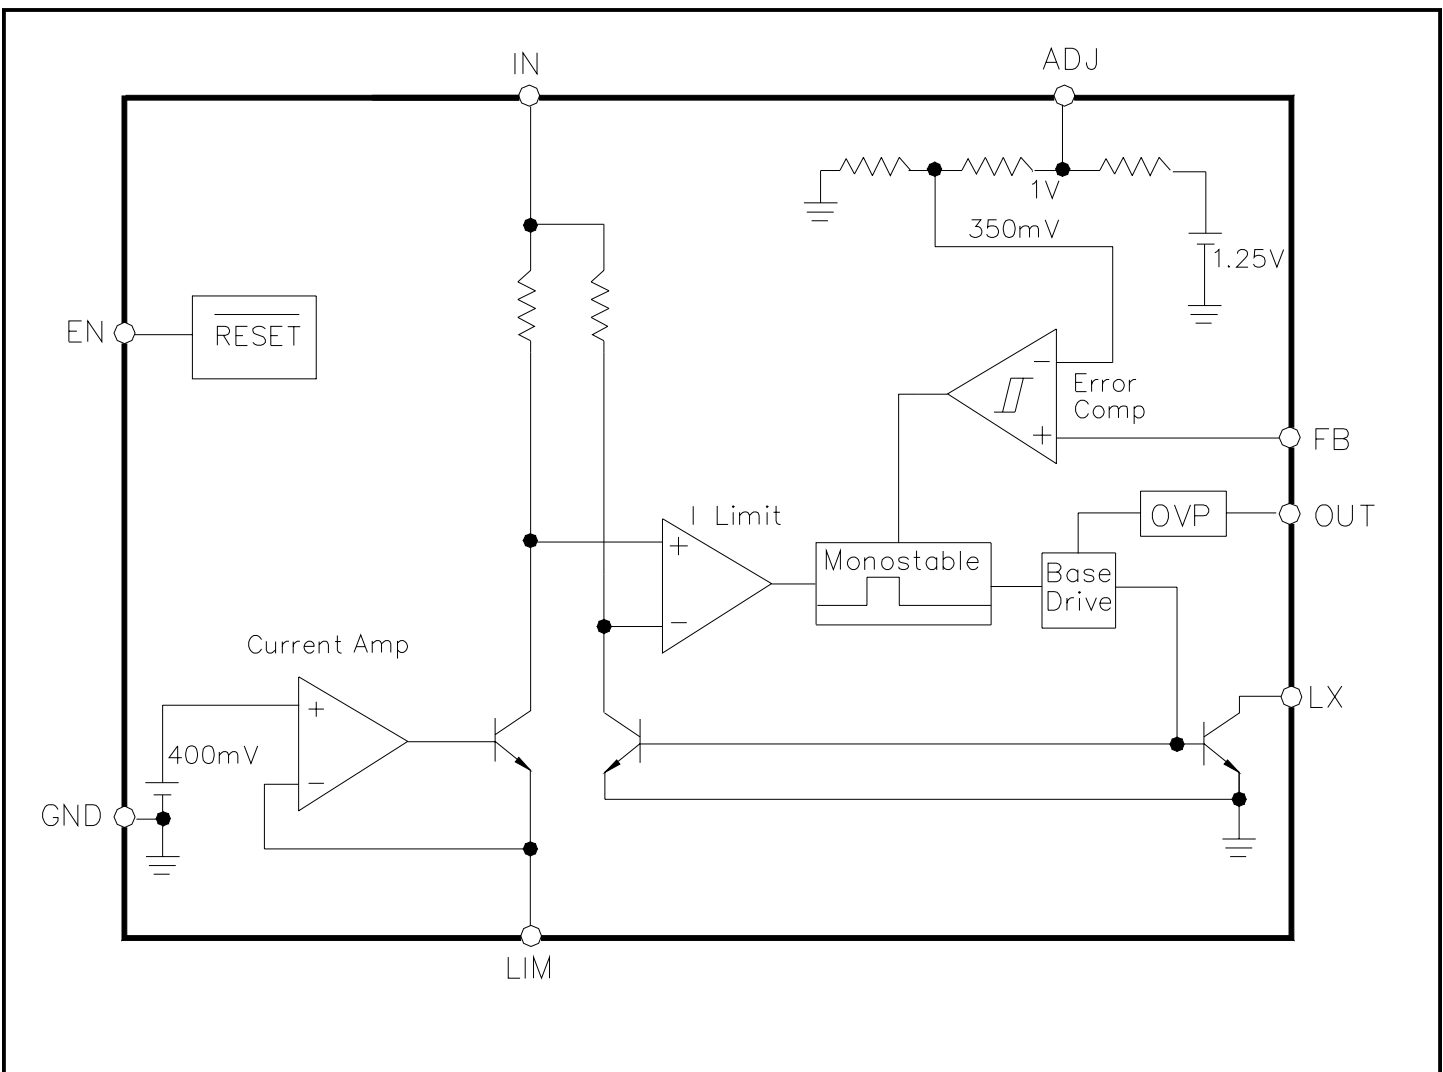 IN
ADJ
1V
350mV
1.25V
EN
RESET
Error
Comp
FB
I Limit
OVP
OUT
Monostable
Base
Drive
Current Amp
LX
400mV
GND
LIM
+
−
+
−
−
+